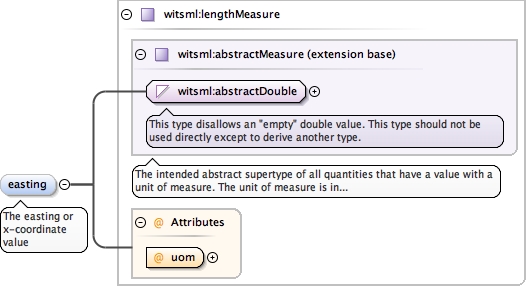 witsml:lengthMeasure
witsml:abstractMeasure (extension base)
witsml:abstractDouble
This type disallows an "empty" double value. This type should not be
used directly except to derive another type.
The intended abstract supertype of all quantities that have a value with a
unit of measure. The unit of measure is in...
easting
The easting or
x-coordinate
value
@ Attributes
@ uom